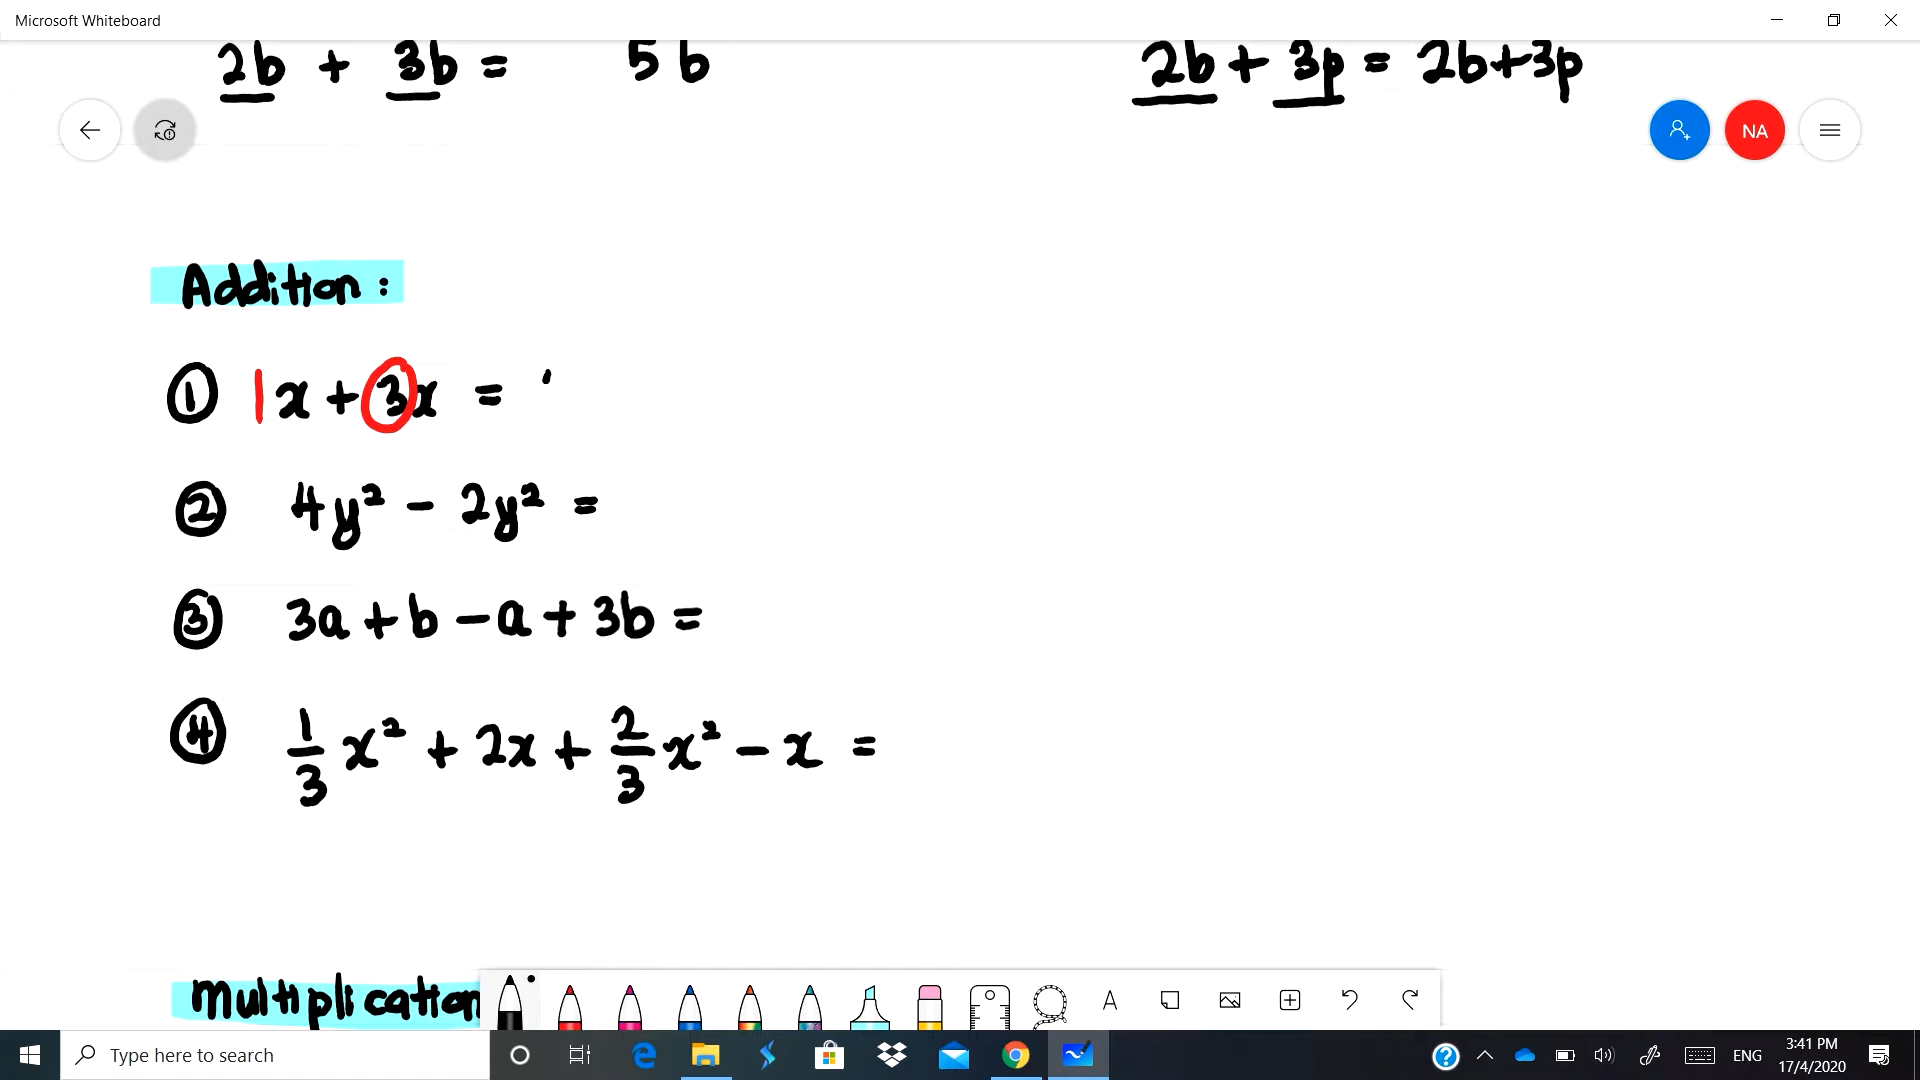 Microsoft Whiteboard
2b + 3b = 5b
2b + 3p = 2b+3p
NA
Addition :
① 1x + 3x =
② 4y² - 2y² =
③ 3a + b - a + 3b =
④ 1/3 x² + 2x + 2/3 x² - x =
Multiplication
Type here to search
ENG
3:41 PM
17/4/2020